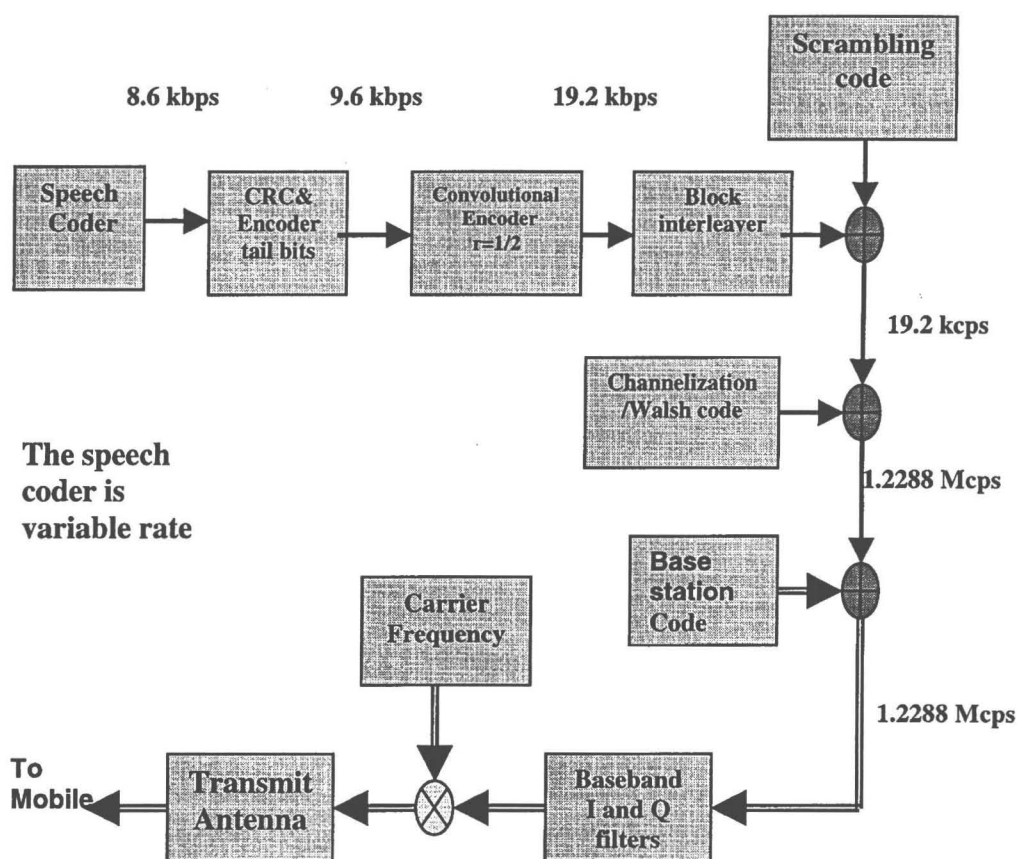 Scrambling
code
8.6 kbps
9.6 kbps
19.2 kbps
Speech
Coder
CRC&
Encoder
tail bits
Convolutional
Encoder
r=1/2
Block
interleaver
19.2 kcps
Channelization
/Walsh code
1.2288 Mcps
The speech
coder is
variable rate
Base
station
Code
Carrier
Frequency
1.2288 Mcps
To
Mobile
Transmit
Antenna
Baseband
I and Q
filters